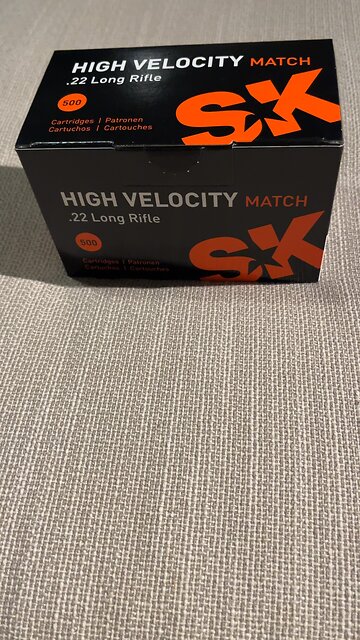 HIGH VELOCITY MATCH
.22 Long Rifle
500
Cartridges | Patronen
Cartuchos | Cartouches
SK
HIGH VELOCITY MATCH
.22 Long Rifle
500
Cartridges | Patronen
Cartuchos | Cartouches
SK